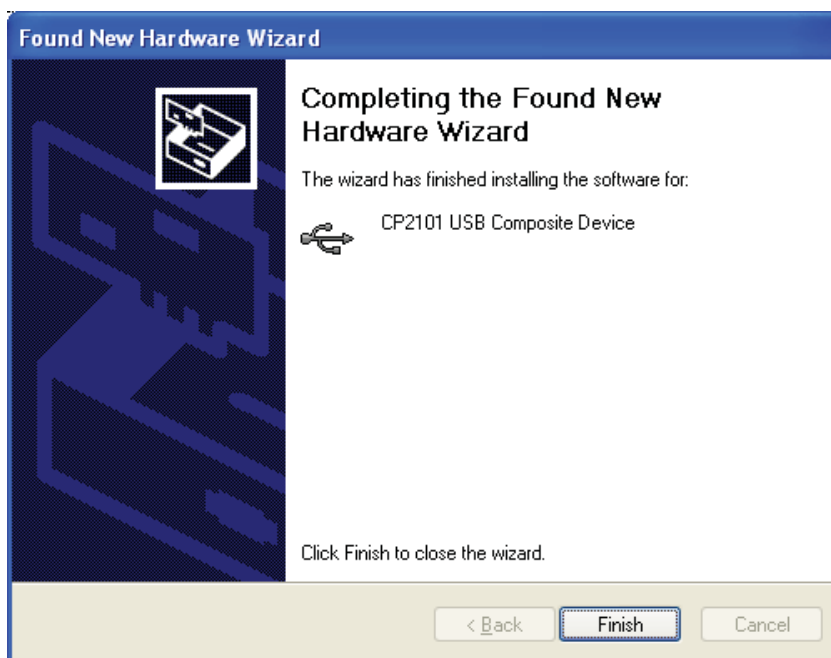 Found New Hardware Wizard
Completing the Found New
Hardware Wizard
The wizard has finished installing the software for:
CP2101 USB Composite Device
Click Finish to close the wizard.
< Back
Finish
Cancel